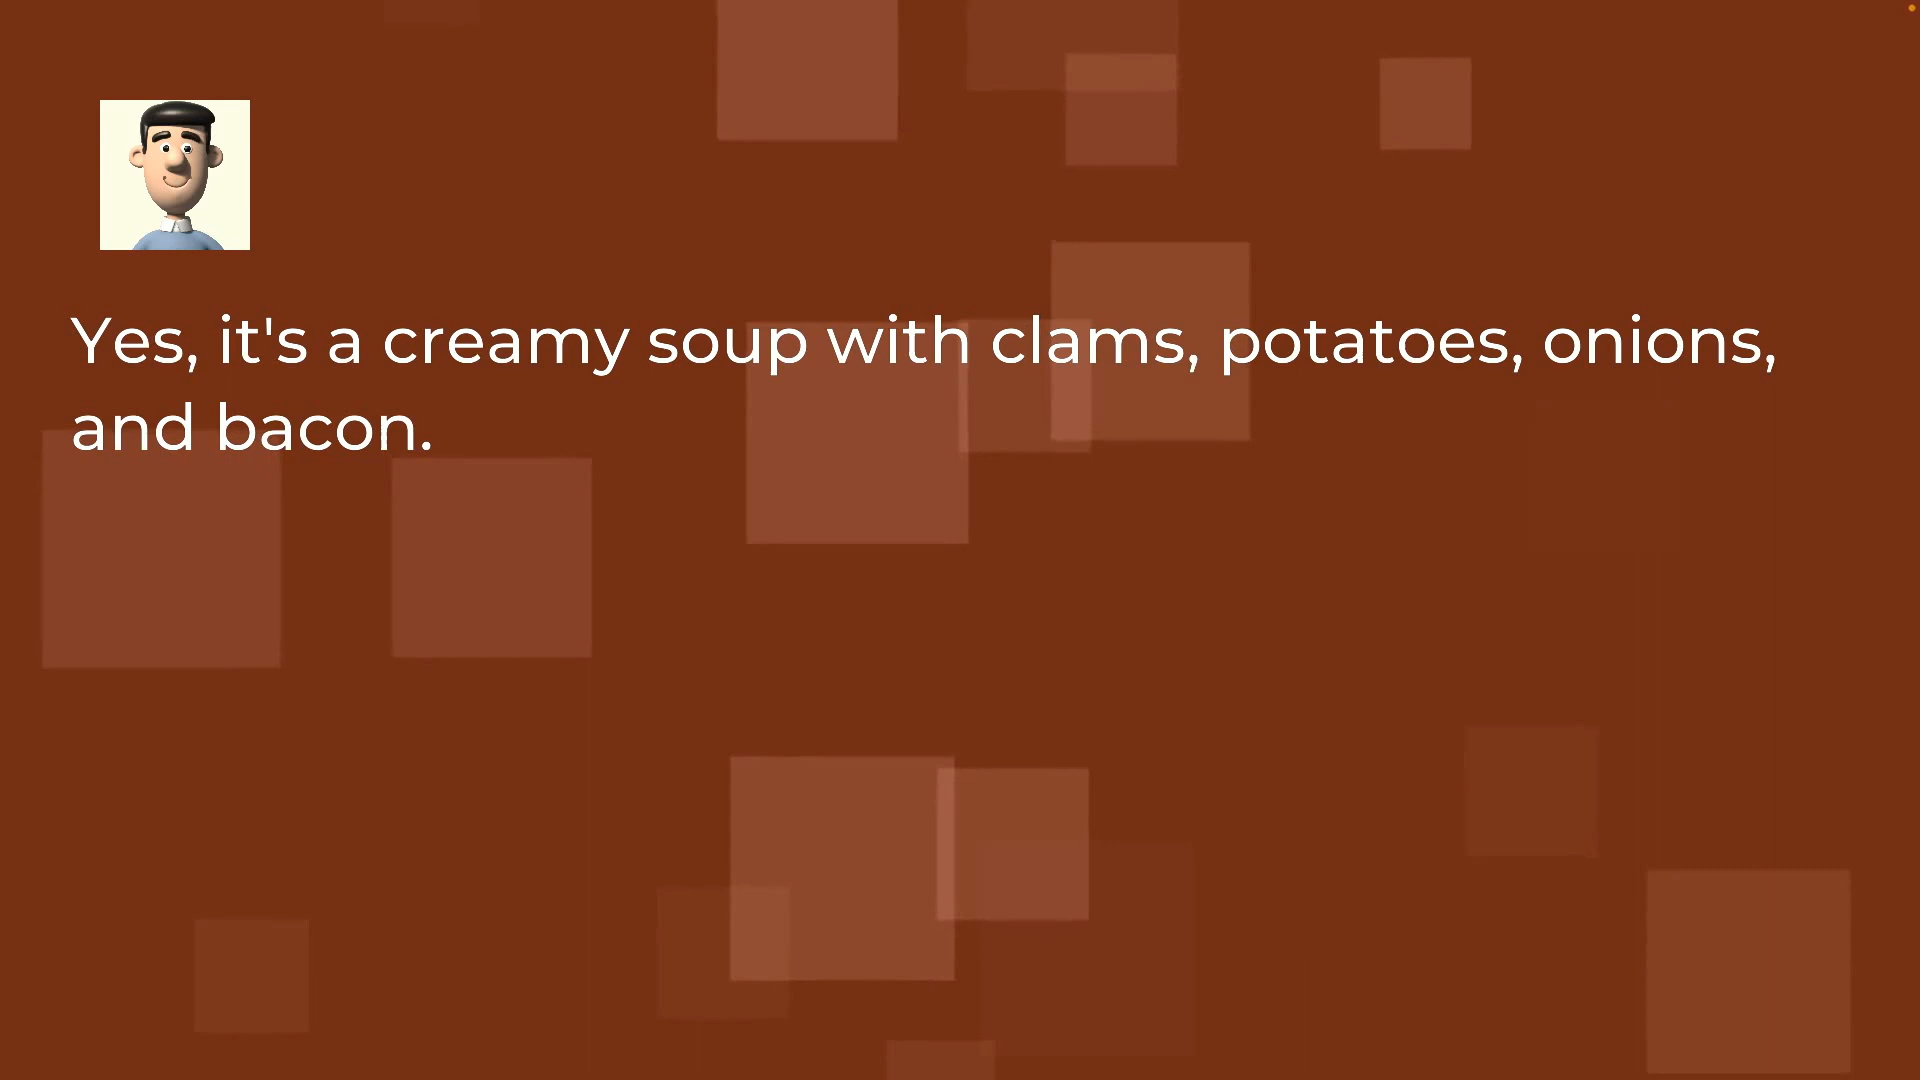 Yes, it's a creamy soup with clams, potatoes, onions,
and bacon.